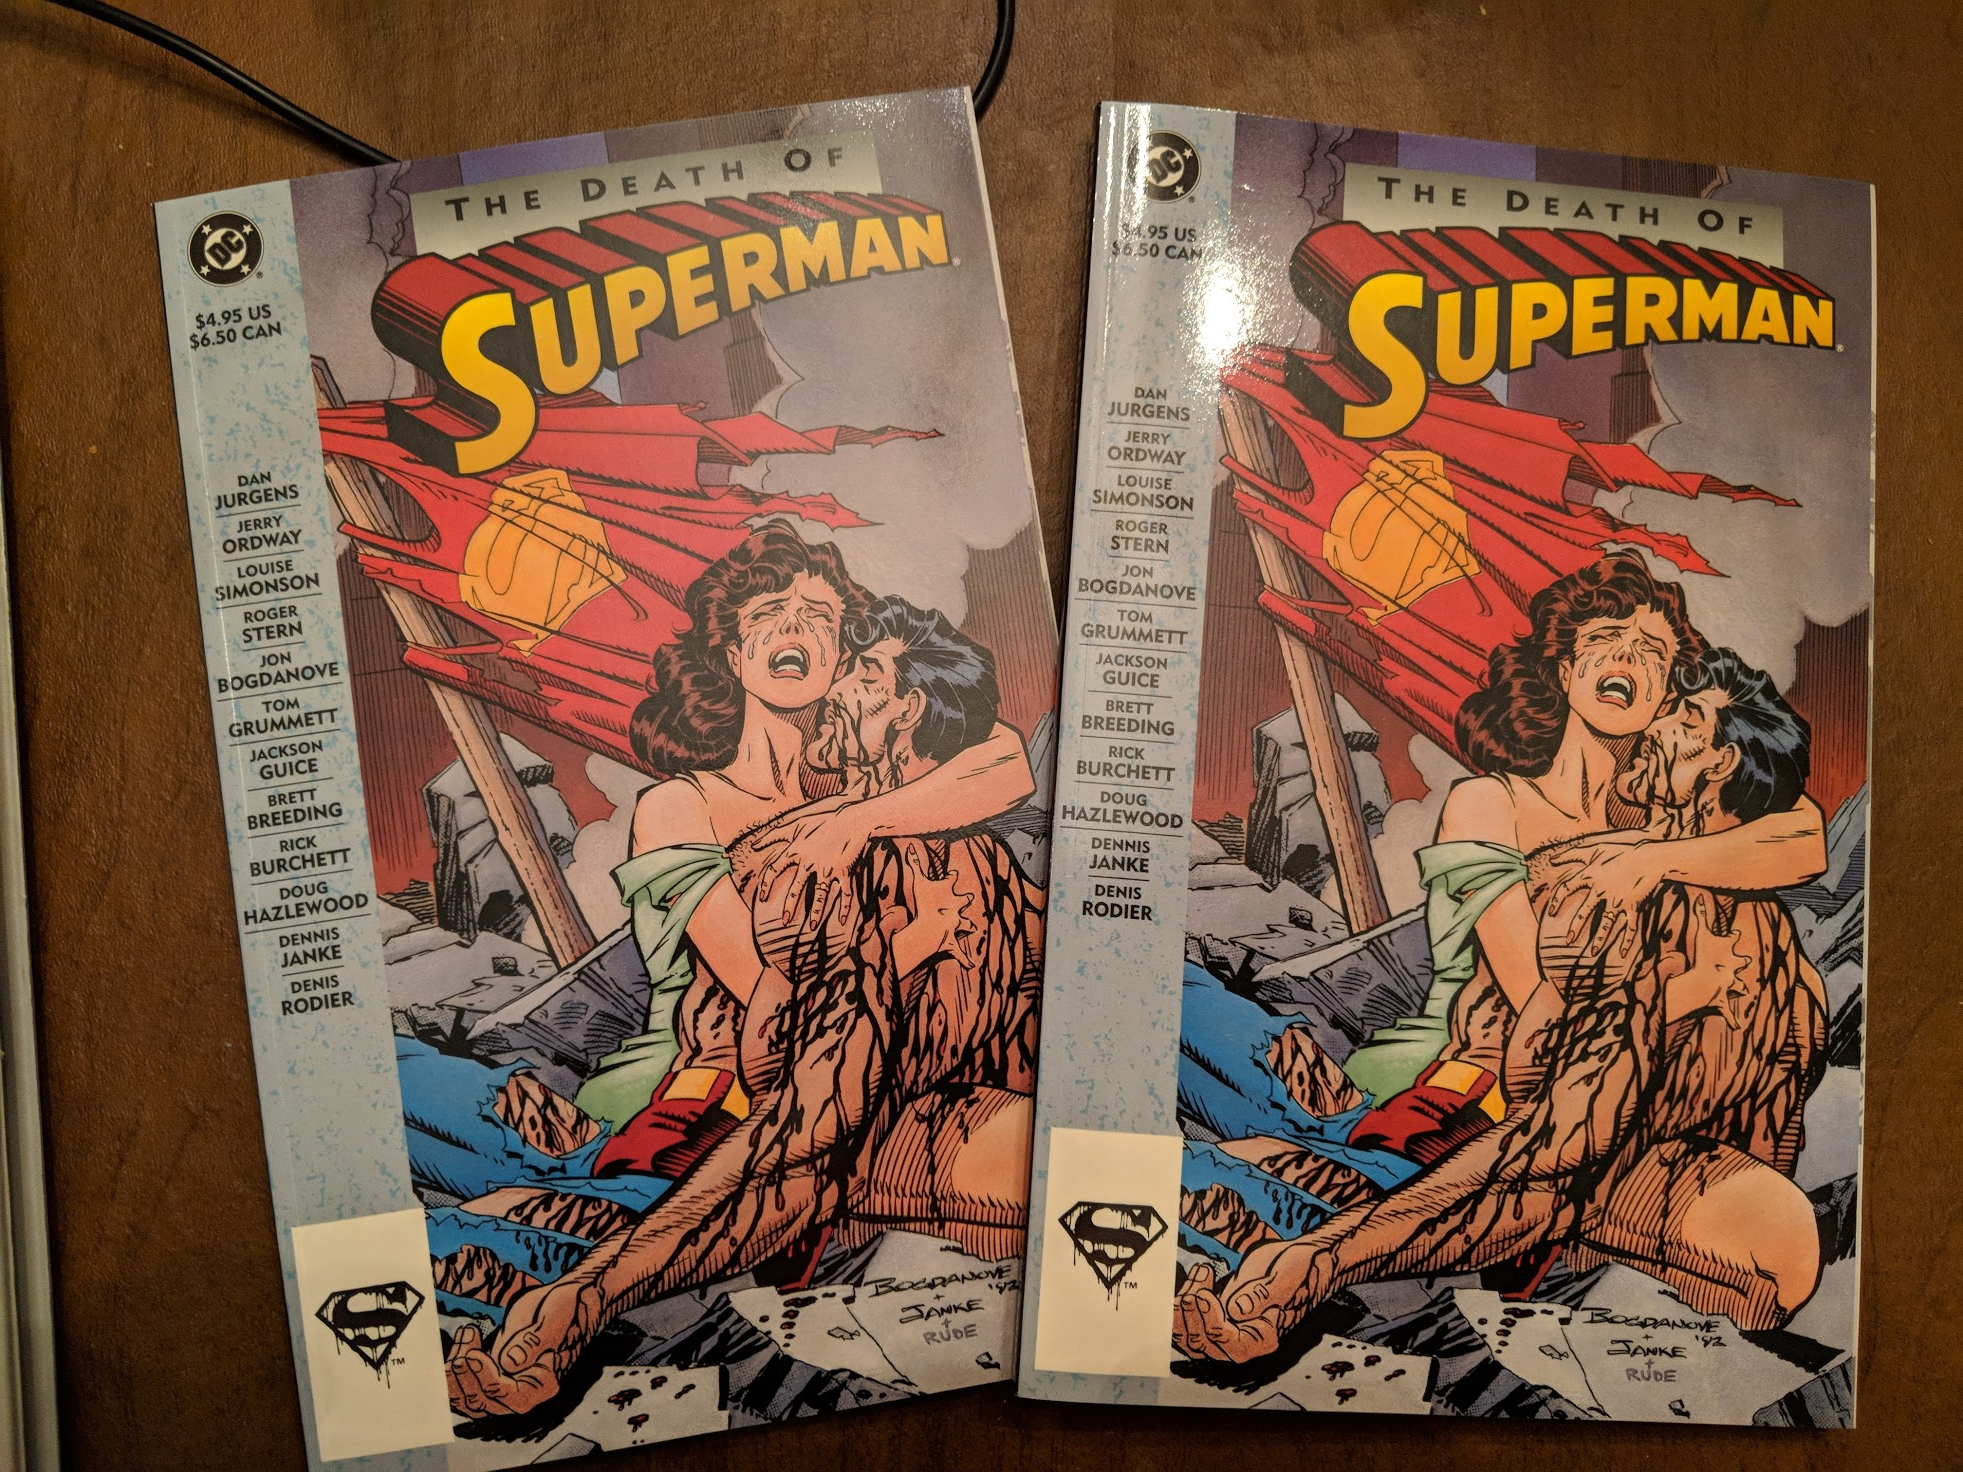 DC
$4.95 US
$6.50 CAN
DAN
JURGENS
JERRY
ORDWAY
LOUISE
SIMONSON
ROGER
STERN
JON
BOGDANOVE
TOM
GRUMMETT
JACKSON
GUICE
BRETT
BREEDING
RICK
BURCHETT
DOUG
HAZLEWOOD
DENNIS
JANKE
DENIS
RODIER
THE DEATH OF
SUPERMAN®
S
TM
BOGDANOVE
+ '92
JANKE
+
RUDE
DC
$4.95 US
$6.50 CAN
DAN
JURGENS
JERRY
ORDWAY
LOUISE
SIMONSON
ROGER
STERN
JON
BOGDANOVE
TOM
GRUMMETT
JACKSON
GUICE
BRETT
BREEDING
RICK
BURCHETT
DOUG
HAZLEWOOD
DENNIS
JANKE
DENIS
RODIER
THE DEATH OF
SUPERMAN®
S
TM
BOGDANOVE
+ '92
JANKE
+
RUDE